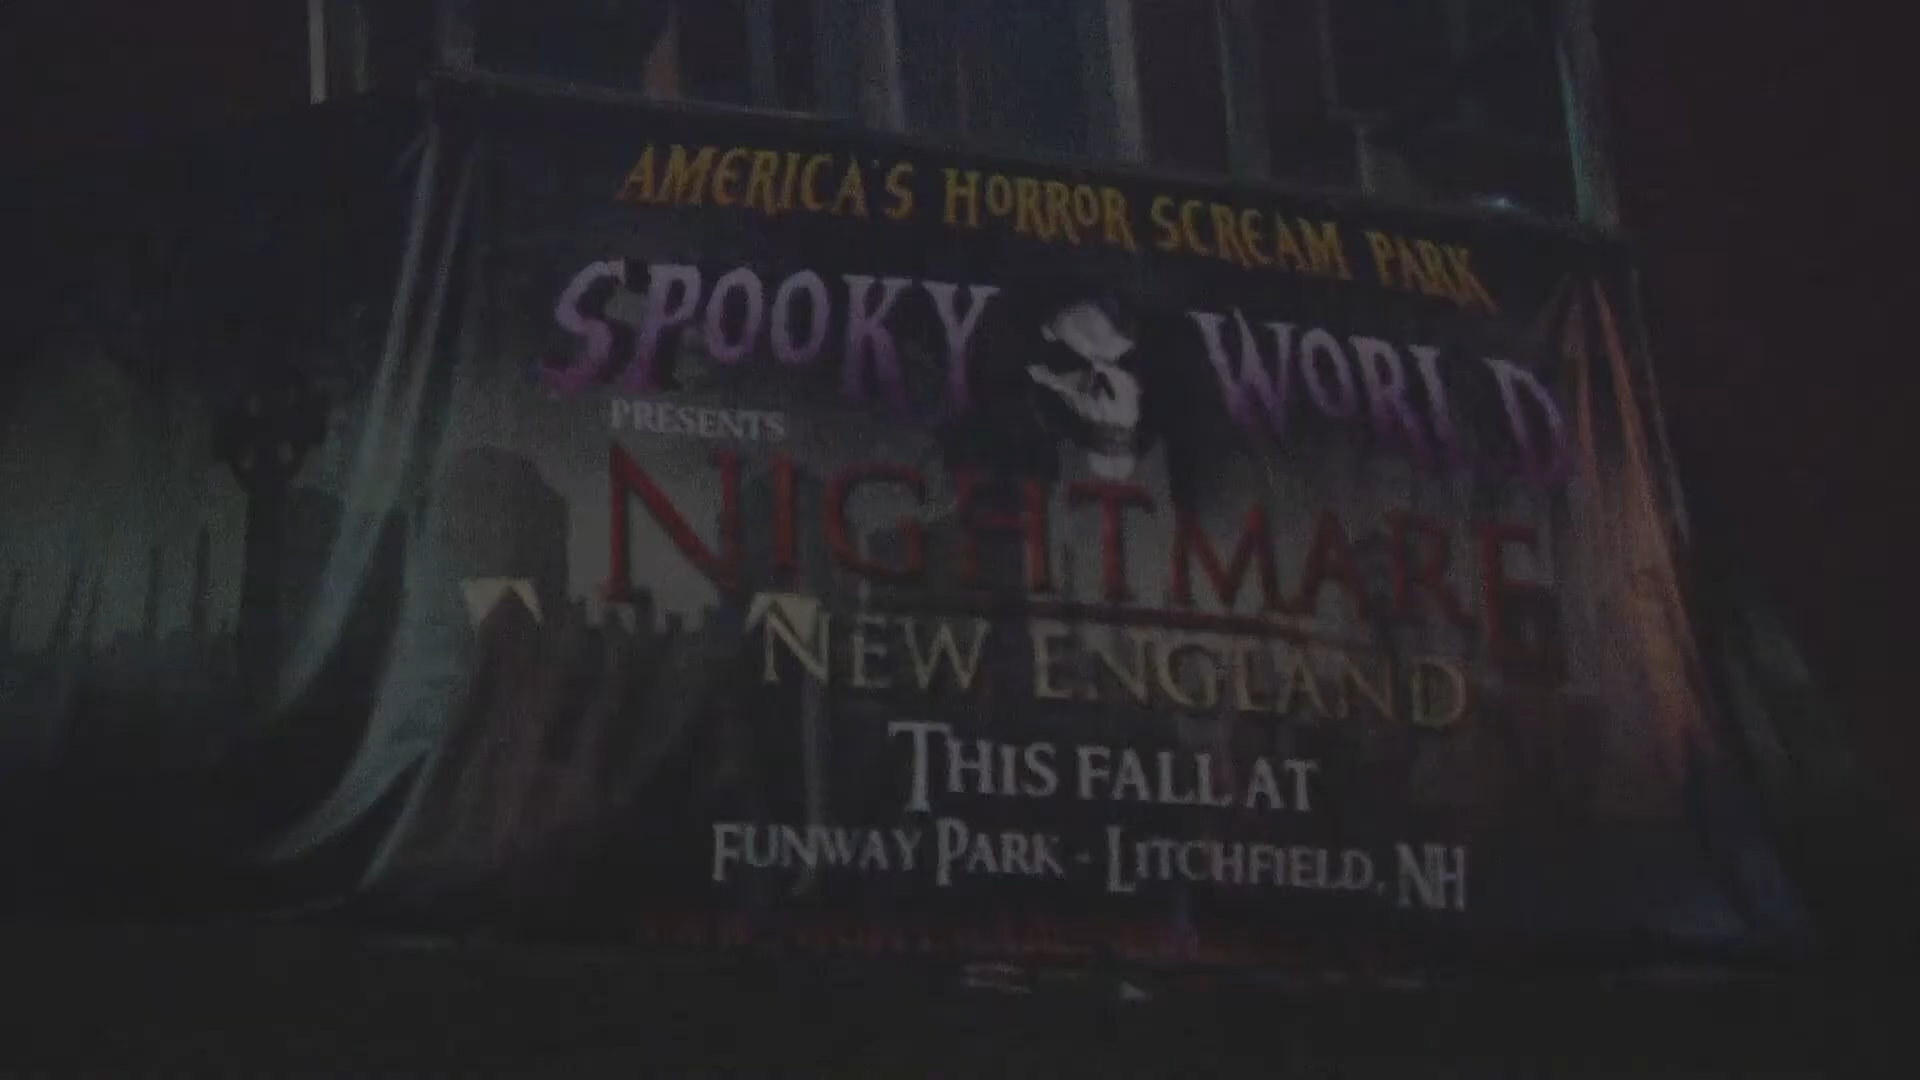 AMERICA'S HORROR SCREAM PARK
SPOOKY WORLD
PRESENTS
NIGHTMARE
NEW ENGLAND
THIS FALL AT
FUNWAY PARK - LITCHFIELD, NH